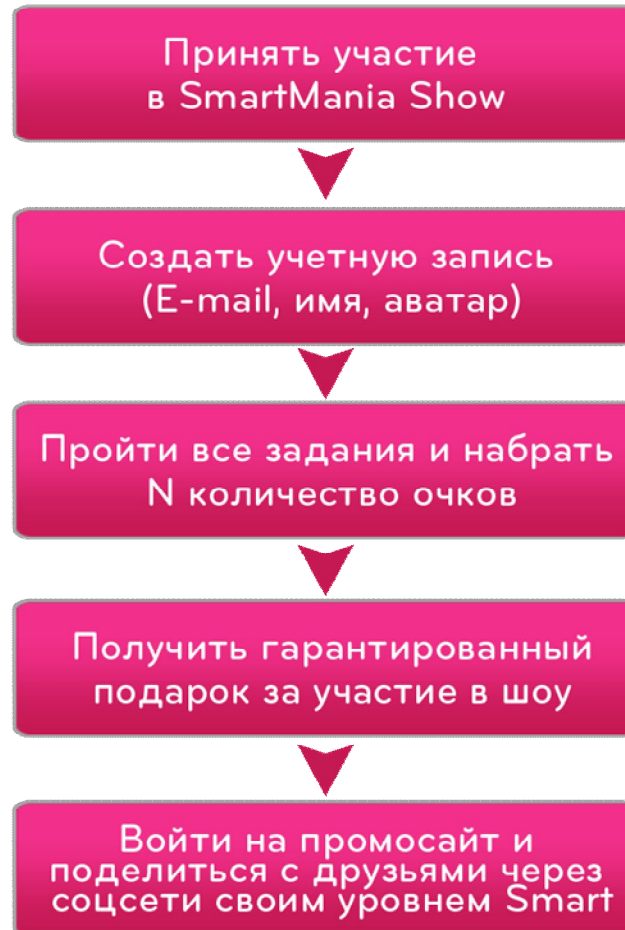 Принять участие
в SmartMania Show
Создать учетную запись
(E-mail, имя, аватар)
Пройти все задания и набрать
N количество очков
Получить гарантированный
подарок за участие в шоу
Войти на промосайт и
поделиться с друзьями через
соцсети своим уровнем Smart